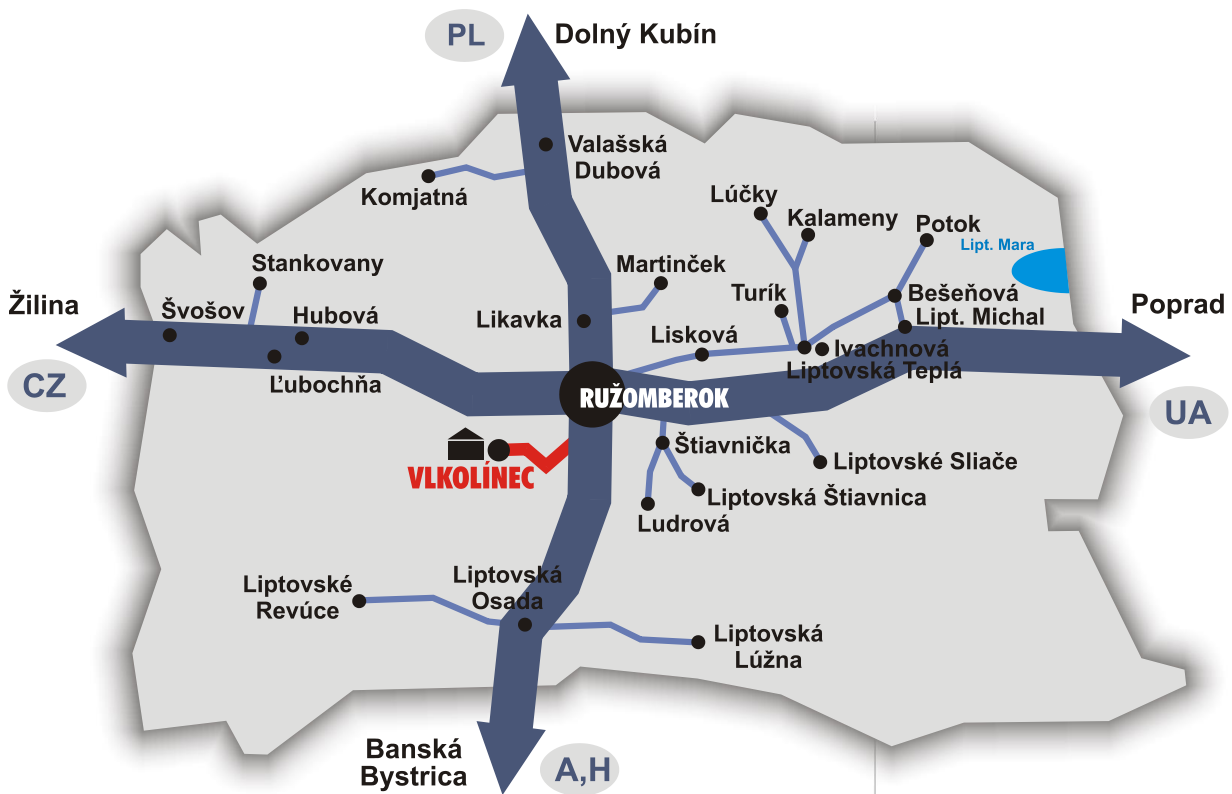 PL
Dolný Kubín
Valašská
Dubová
Komjatná
Lúčky
Kalameny
Potok
Lipt. Mara
Stankovany
Martinček
Turík
Bešeňová
Žilina
Švošov
Hubová
Likavka
Lisková
Lipt. Michal
Poprad
Ivachnová
Liptovská Teplá
Ľubochňa
CZ
RUŽOMBEROK
UA
Štiavnička
VLKOLÍNEC
Liptovské Sliače
Liptovská Štiavnica
Ludrová
Liptovské
Revúce
Liptovská
Osada
Liptovská
Lúžna
Banská
Bystrica
A,H